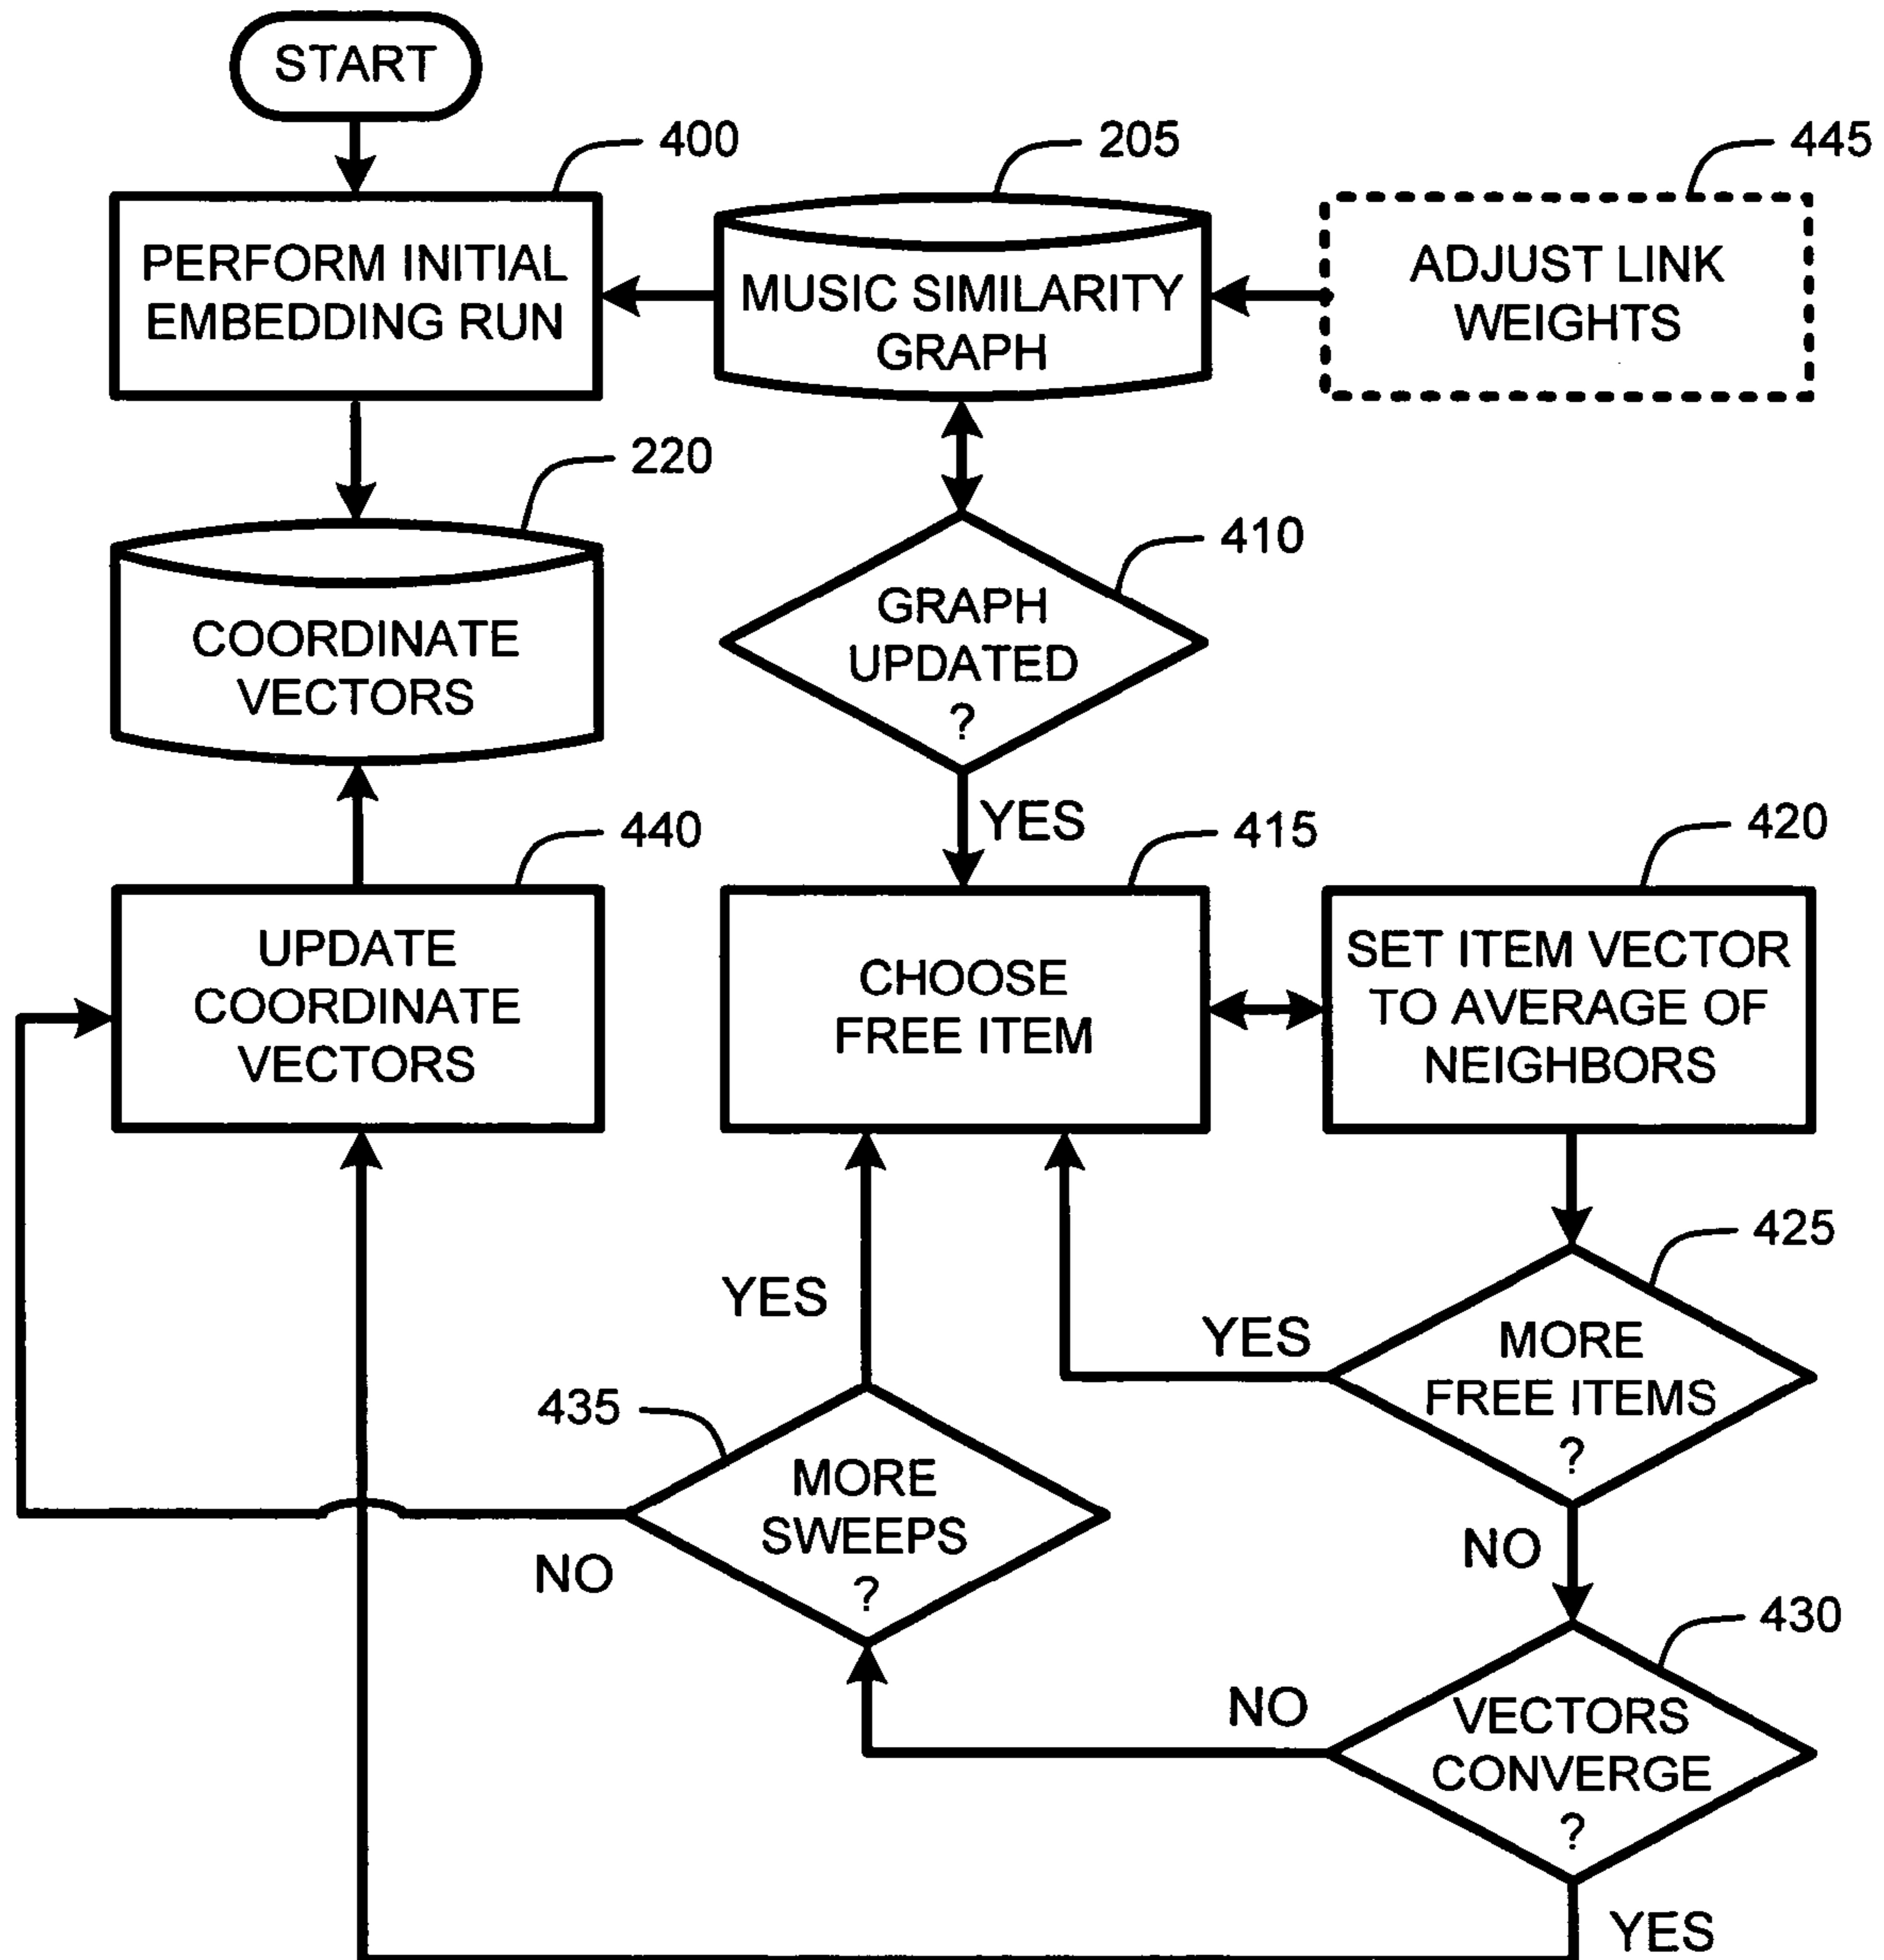 START
400
205
445
PERFORM INITIAL
EMBEDDING RUN
MUSIC SIMILARITY
GRAPH
ADJUST LINK
WEIGHTS
220
COORDINATE
VECTORS
410
GRAPH
UPDATED
?
YES
440
415
420
UPDATE
COORDINATE
VECTORS
CHOOSE
FREE ITEM
SET ITEM VECTOR
TO AVERAGE OF
NEIGHBORS
425
YES
YES
MORE
FREE ITEMS
?
435
MORE
SWEEPS
?
NO
NO
430
NO
VECTORS
CONVERGE
?
YES